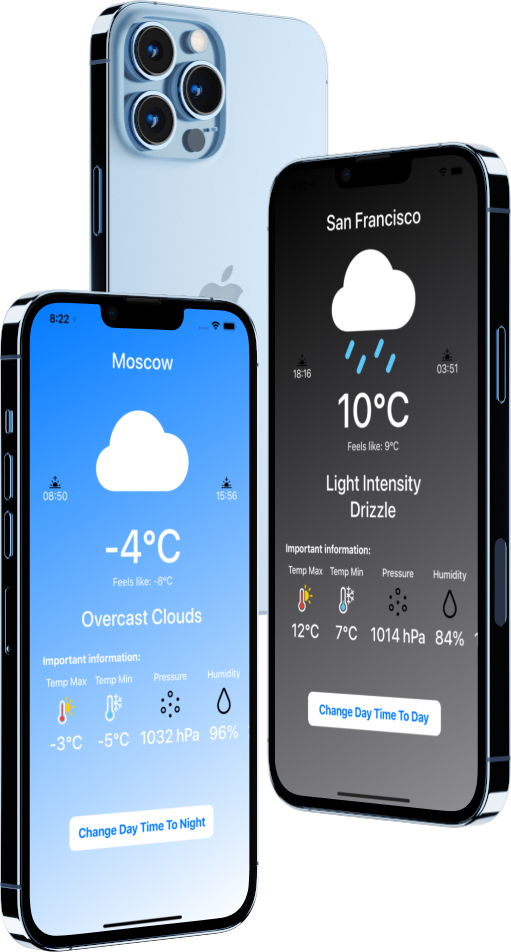 San Francisco
18:16
03:51
10°C
Feels like: 9°C
Light Intensity
Drizzle
Important information:
Temp Max Temp Min Pressure Humidity
12°C 7°C 1014 hPa 84%
Change Day Time To Day
8:22
Moscow
08:50
15:56
-4°C
Feels like: -8°C
Overcast Clouds
Important information:
Temp Max Temp Min Pressure Humidity
-3°C -5°C 1032 hPa 96%
Change Day Time To Night